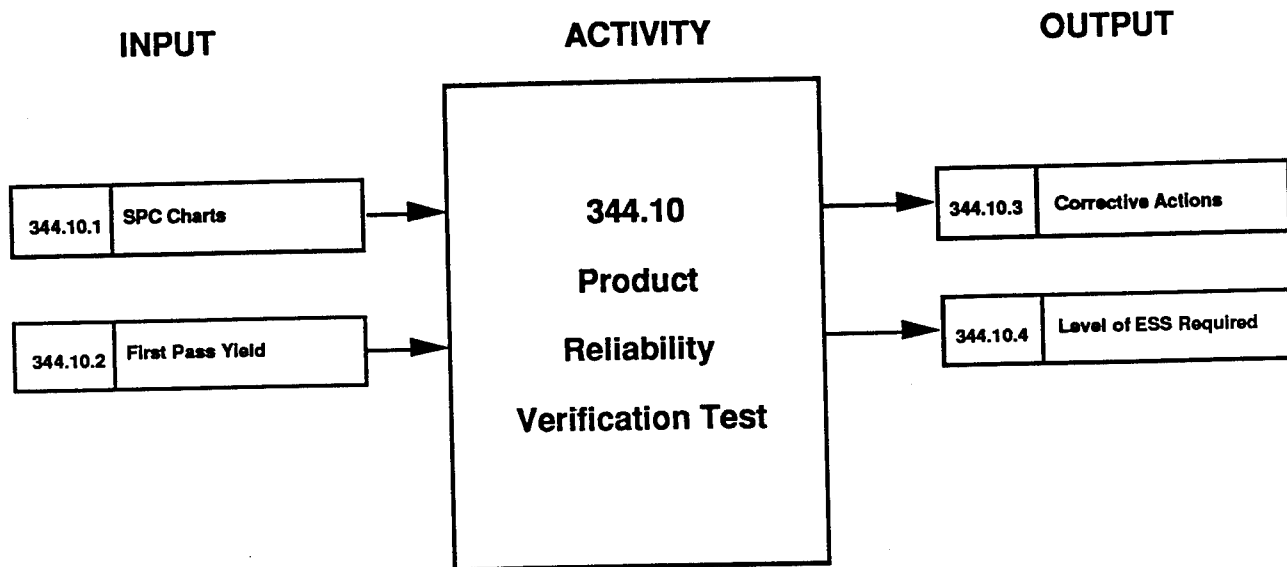 INPUT
ACTIVITY
OUTPUT
344.10.1 SPC Charts
344.10.2 First Pass Yield
344.10
Product
Reliability
Verification Test
344.10.3 Corrective Actions
344.10.4 Level of ESS Required